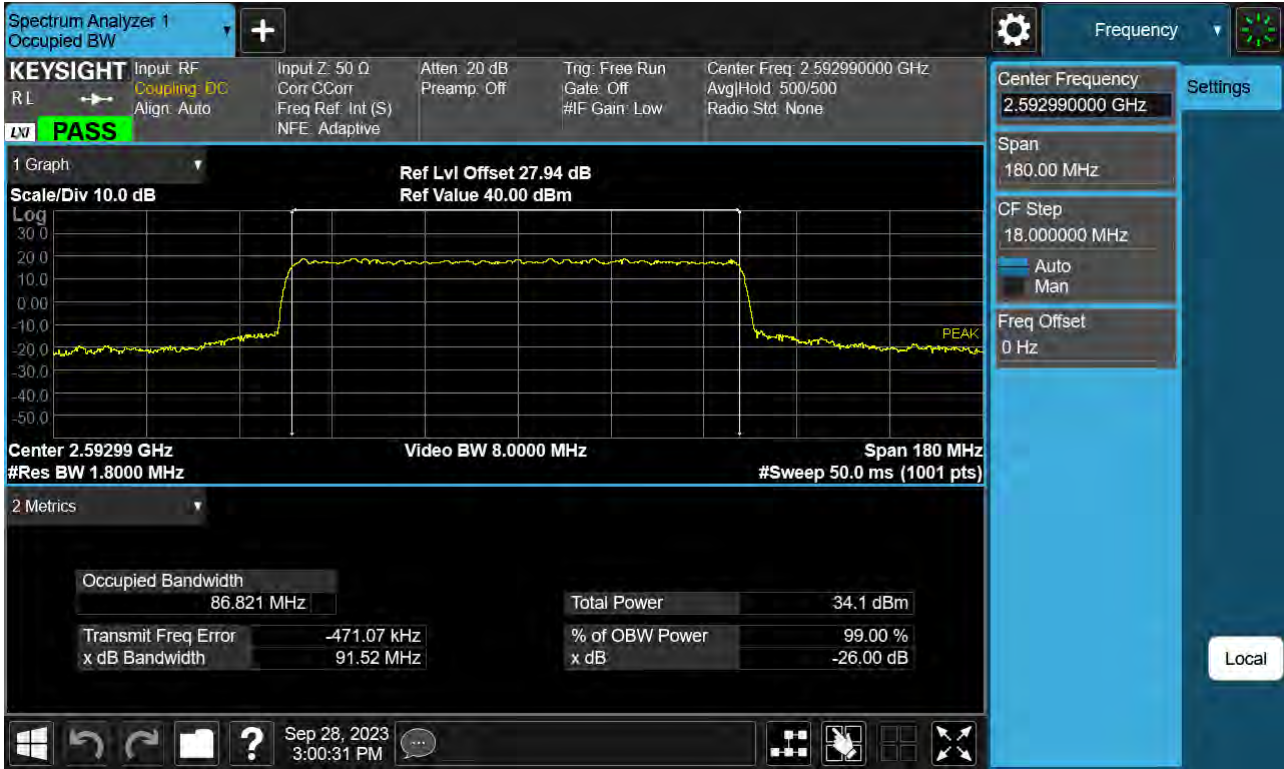 Spectrum Analyzer 1
Occupied BW
+
Frequency
KEYSIGHT
R L
LXI
PASS
Input: RF
Coupling: DC
Align: Auto
Input Z: 50 Ω
Corr CCorr
Freq Ref: Int (S)
NFE: Adaptive
Atten: 20 dB
Preamp: Off
Trig: Free Run
Gate: Off
#IF Gain: Low
Center Freq: 2.592990000 GHz
Avg|Hold: 500/500
Radio Std: None
Center Frequency
2.592990000 GHz
Settings
Span
180.00 MHz
CF Step
18.000000 MHz
Auto
Man
Freq Offset
0 Hz
Local
1 Graph
Scale/Div 10.0 dB
Ref Lvl Offset 27.94 dB
Ref Value 40.00 dBm
Log
30.0
20.0
10.0
0.00
-10.0
-20.0
-30.0
-40.0
-50.0
PEAK
Center 2.59299 GHz
Video BW 8.0000 MHz
Span 180 MHz
#Res BW 1.8000 MHz
#Sweep 50.0 ms (1001 pts)
2 Metrics
Occupied Bandwidth
86.821 MHz
Total Power 34.1 dBm
Transmit Freq Error -471.07 kHz
% of OBW Power 99.00 %
x dB Bandwidth 91.52 MHz
x dB -26.00 dB
?
Sep 28, 2023
3:00:31 PM